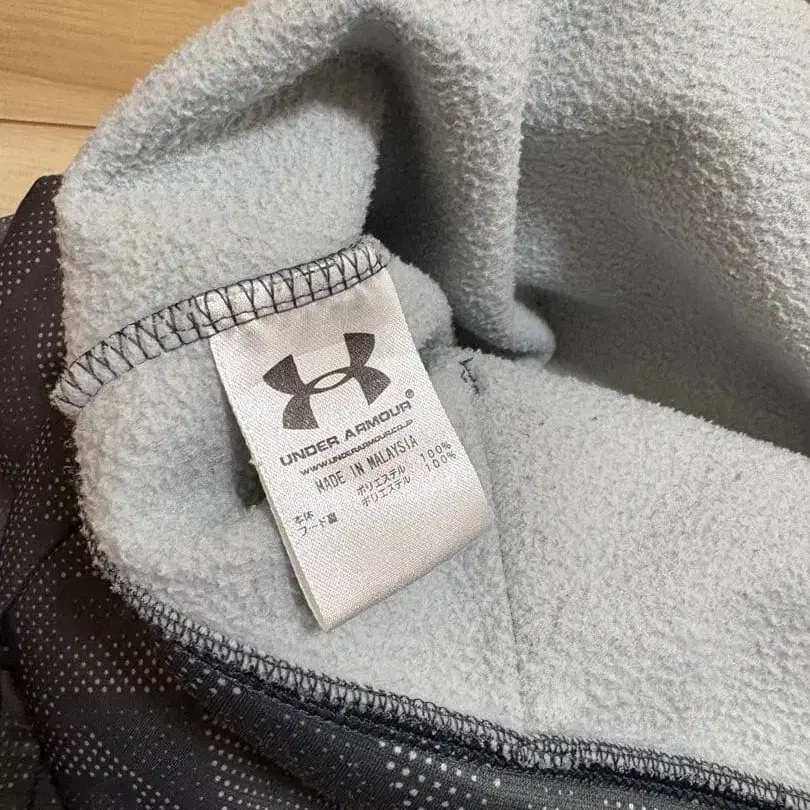 UNDER ARMOUR®
WWW.UNDERARMOUR.CO.JP
MADE IN MALAYSIA
本体 ポリエステル 100%
フード裏 ポリエステル 100%